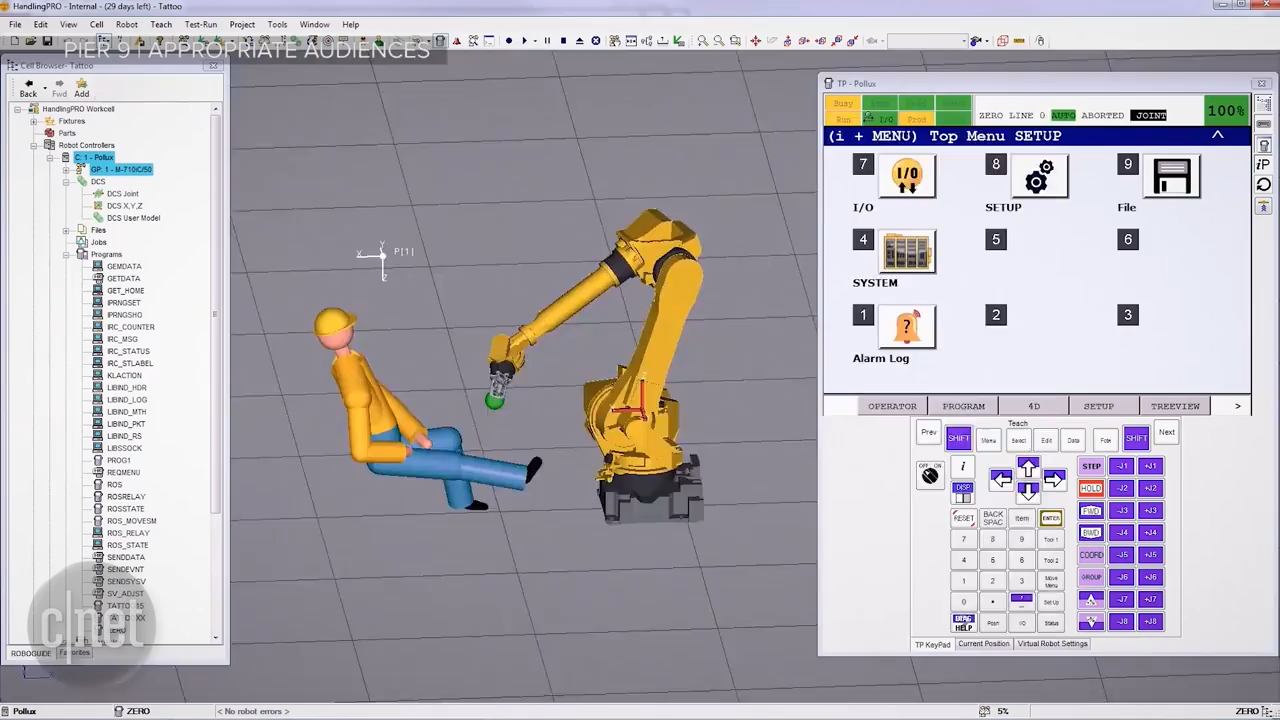 HandlingPRO - Internal - (29 days left) - Tattoo
File Edit View Cell Robot Teach Test-Run Project Tools Window Help
PIER 9 | APPROPRIATE AUDIENCES
Cell Browser- Tattoo
Back Fwd Add
HandlingPRO Workcell
Fixtures
Parts
Robot Controllers
C: 1 - Pollux
GP: 1 - M-710iC/50
DCS
DCS Joint
DCS X,Y,Z
DCS User Model
Files
Jobs
Programs
GEMDATA
GETDATA
GET_HOME
IPRNGSET
IPRNGSHO
IRC_COUNTER
IRC_MSG
IRC_STATUS
IRC_STLABEL
KLACTION
LIBIND_HDR
LIBIND_LOG
LIBIND_MTH
LIBIND_PKT
LIBIND_RS
LIBSSOCK
PROG1
REQMENU
ROS
ROSRELAY
ROSSTATE
ROS_MOVESM
ROS_RELAY
ROS_STATE
SENDDATA
SENDEVNT
SENDSYSV
SV_ADJST
c|net
ROBOGUIDE Favorites
X Y Z P[1]
TP - Pollux
Busy
Run I/O Prod
ZERO LINE 0 AUTO ABORTED JOINT
100%
(i + MENU) Top Menu SETUP ^
7 I/O 8 9
I/O SETUP File
4 5 6
SYSTEM
1 ? 2 3
Alarm Log
OPERATOR PROGRAM 4D SETUP TREEVIEW >
iP
Teach
Prev SHIFT Menu Select Edit Data Fctn SHIFT Next
OFF ON i STEP -J1 +J1
DISP HOLD -J2 +J2
RESET BACK SPAC Item ENTER FWD -J3 +J3
7 8 9 Tool 1 BWD -J4 +J4
4 5 6 Tool 2 COORD -J5 +J5
1 2 3 Move Menu GROUP -J6 +J6
0 . , Set Up -J7 +J7
DIAG HELP Posn I/O Status -J8 +J8
TP KeyPad Current Position Virtual Robot Settings
Pollux ZERO < No robot errors > 5% ZERO